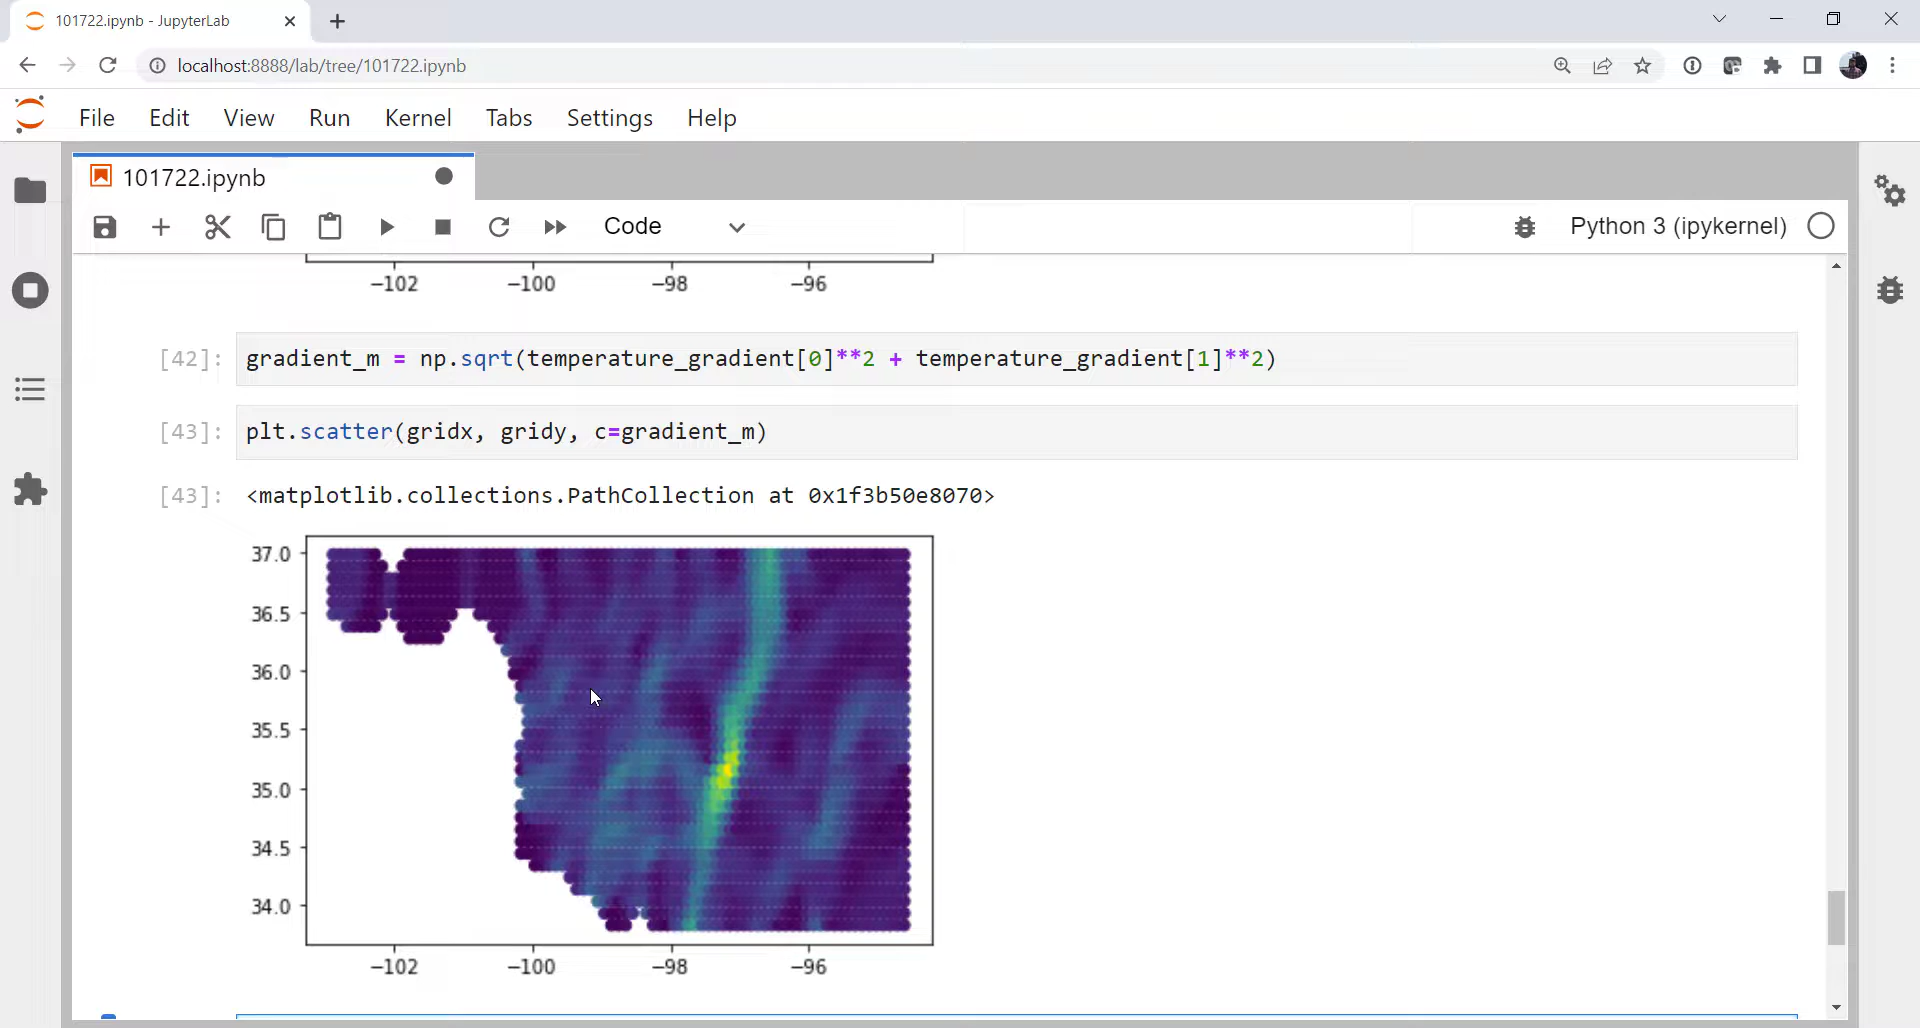 101722.ipynb - JupyterLab
localhost:8888/lab/tree/101722.ipynb
File Edit View Run Kernel Tabs Settings Help
101722.ipynb
Code Python 3 (ipykernel)
−102 −100 −98 −96
[42]: gradient_m = np.sqrt(temperature_gradient[0]**2 + temperature_gradient[1]**2)
[43]: plt.scatter(gridx, gridy, c=gradient_m)
[43]: <matplotlib.collections.PathCollection at 0x1f3b50e8070>
37.0
36.5
36.0
35.5
35.0
34.5
34.0
−102 −100 −98 −96